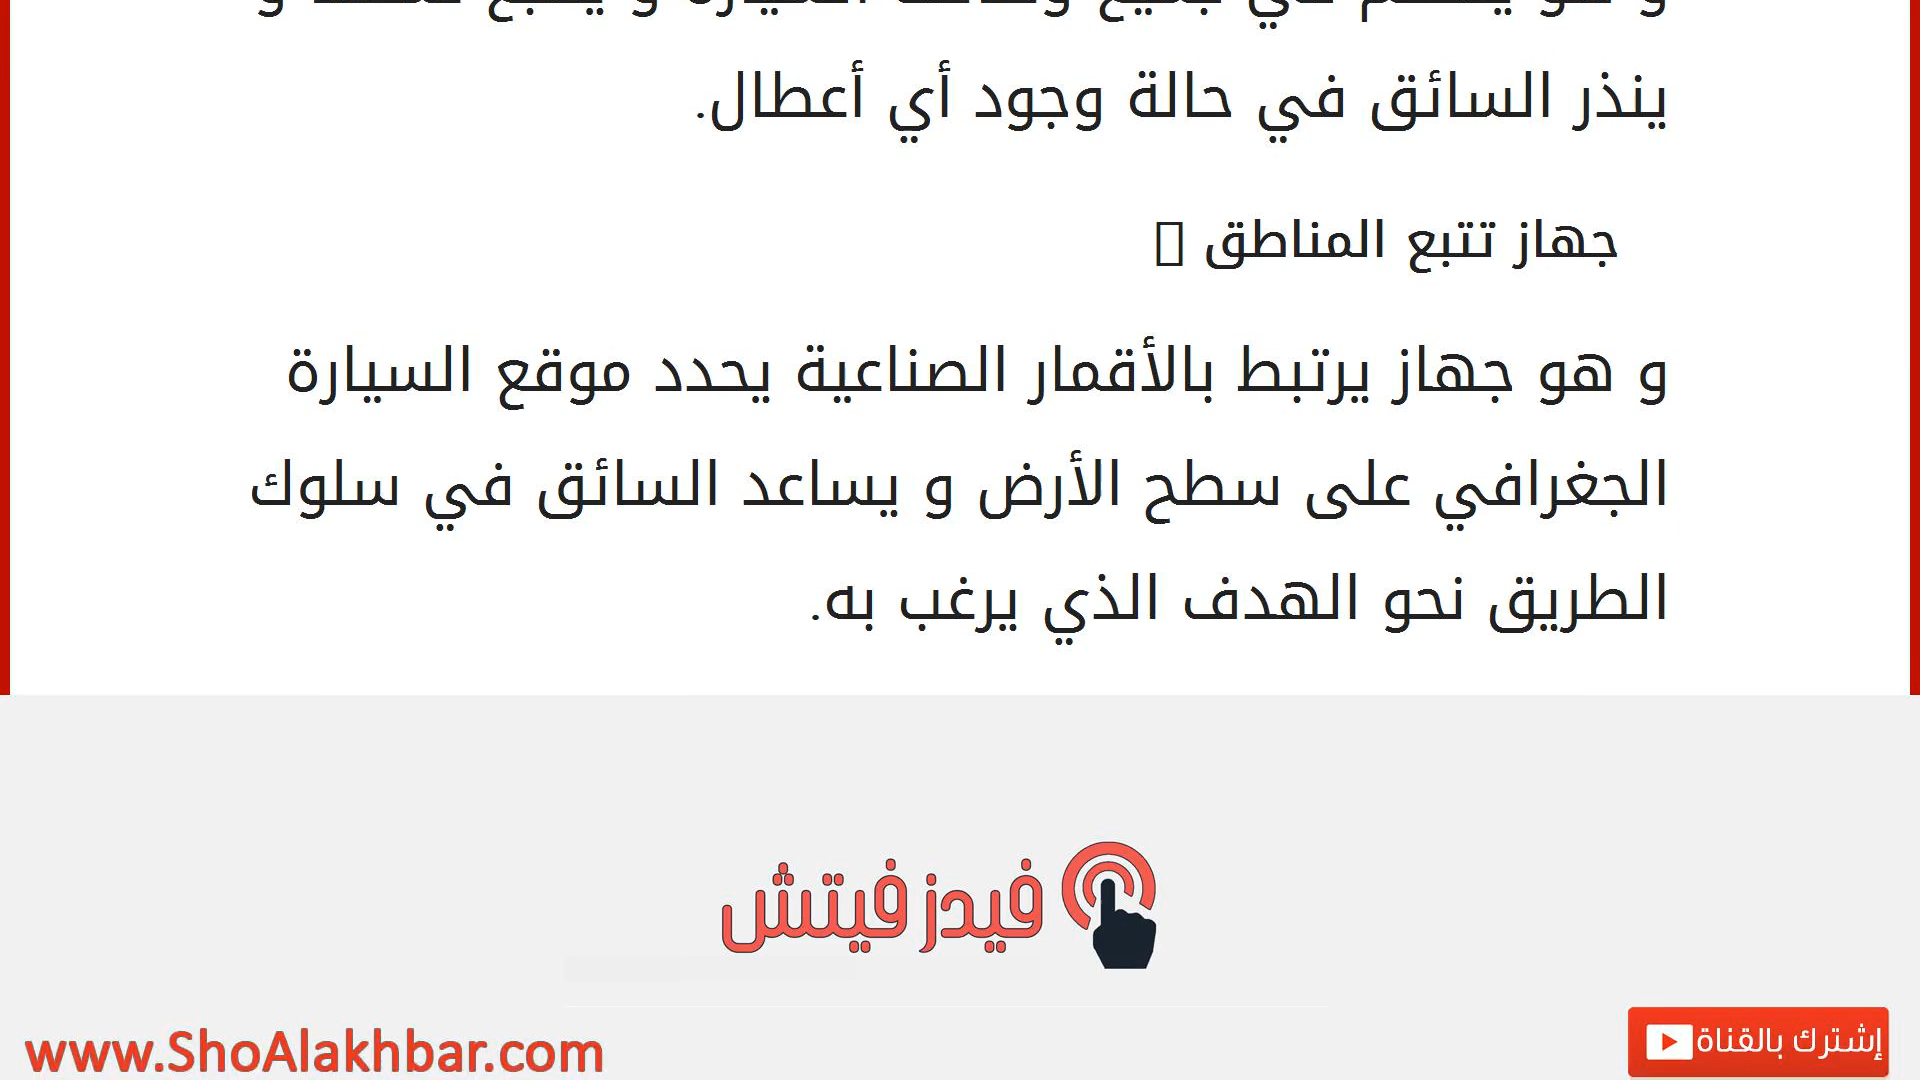 ينذر السائق في حالة وجود أي أعطال.
جهاز تتبع المناطق
و هو جهاز يرتبط بالأقمار الصناعية يحدد موقع السيارة
الجغرافي على سطح الأرض و يساعد السائق في سلوك
الطريق نحو الهدف الذي يرغب به.
فيدز فيتش
www.ShoAlakhbar.com
إشترك بالقناة